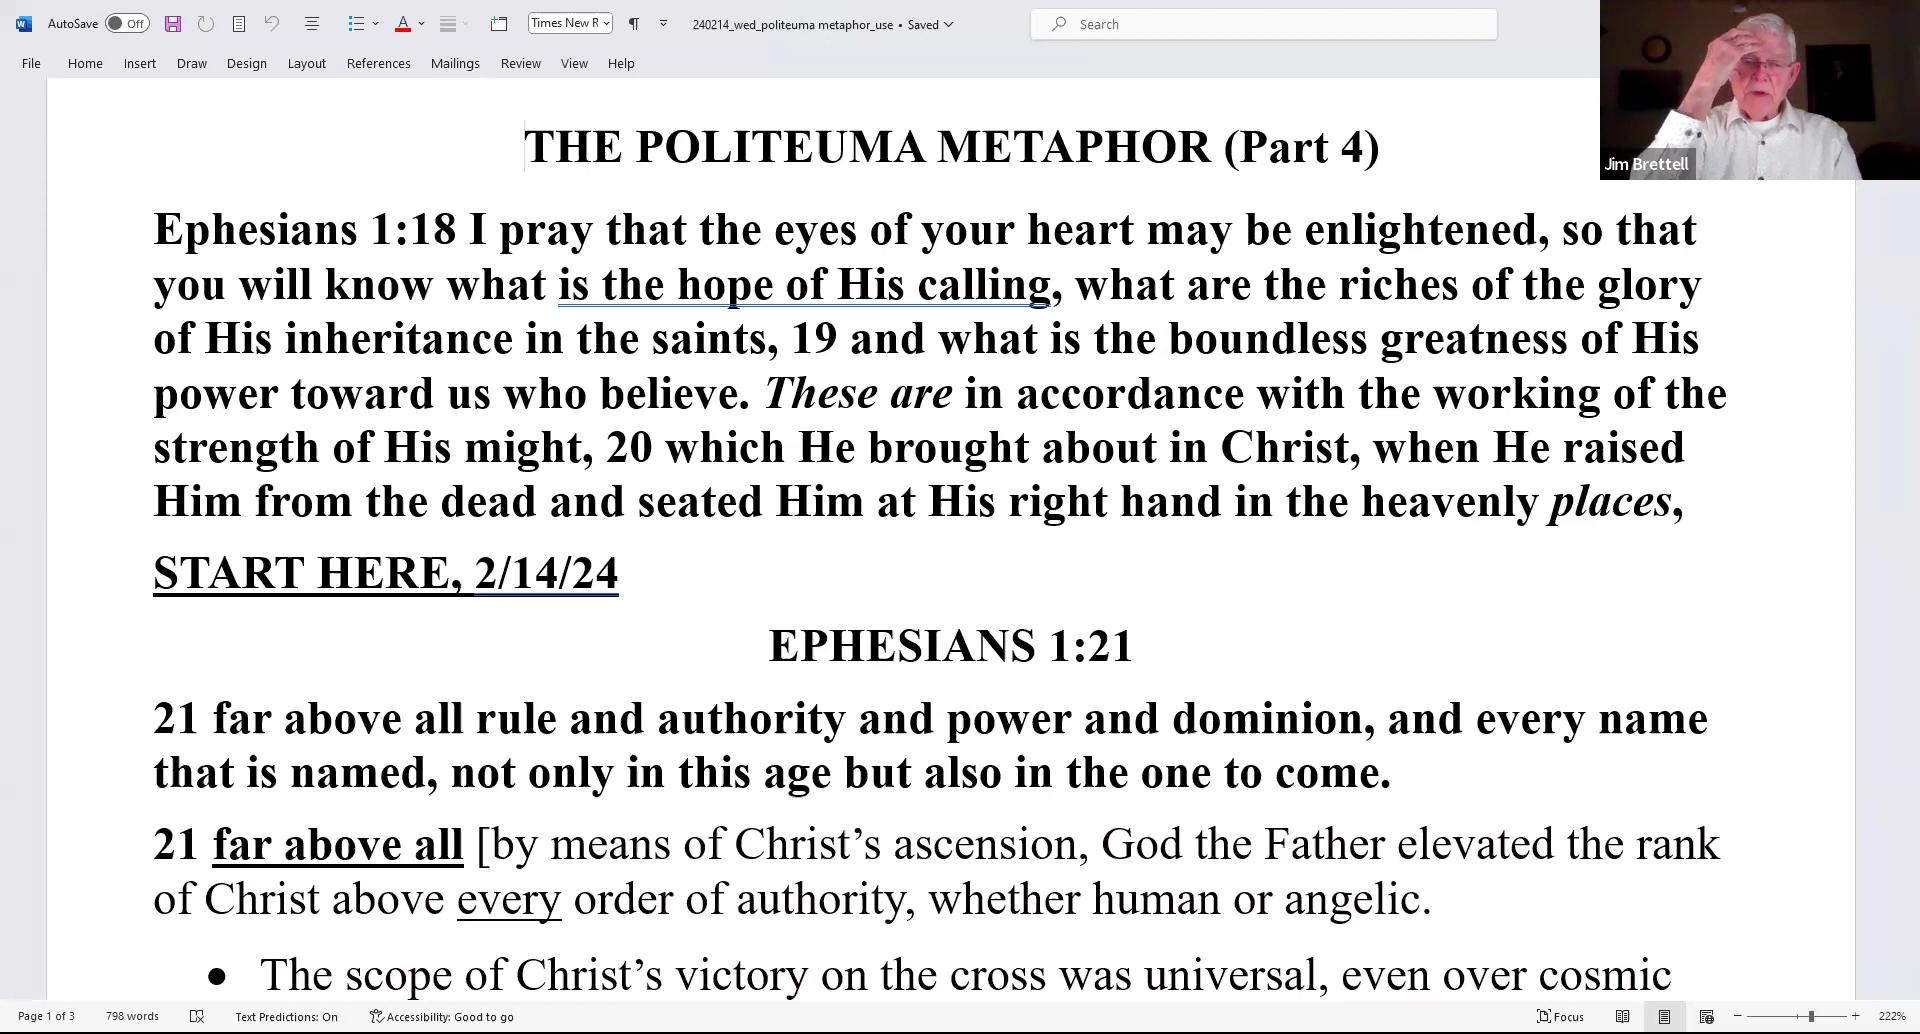 AutoSave Off Times New R 240214_wed_politeuma metaphor_use • Saved Search
File Home Insert Draw Design Layout References Mailings Review View Help
Jim Brettell
THE POLITEUMA METAPHOR (Part 4)
Ephesians 1:18 I pray that the eyes of your heart may be enlightened, so that
you will know what is the hope of His calling, what are the riches of the glory
of His inheritance in the saints, 19 and what is the boundless greatness of His
power toward us who believe. These are in accordance with the working of the
strength of His might, 20 which He brought about in Christ, when He raised
Him from the dead and seated Him at His right hand in the heavenly places,
START HERE, 2/14/24
EPHESIANS 1:21
21 far above all rule and authority and power and dominion, and every name
that is named, not only in this age but also in the one to come.
21 far above all [by means of Christ’s ascension, God the Father elevated the rank
of Christ above every order of authority, whether human or angelic.
• The scope of Christ’s victory on the cross was universal, even over cosmic
Page 1 of 3 798 words Text Predictions: On Accessibility: Good to go Focus 222%